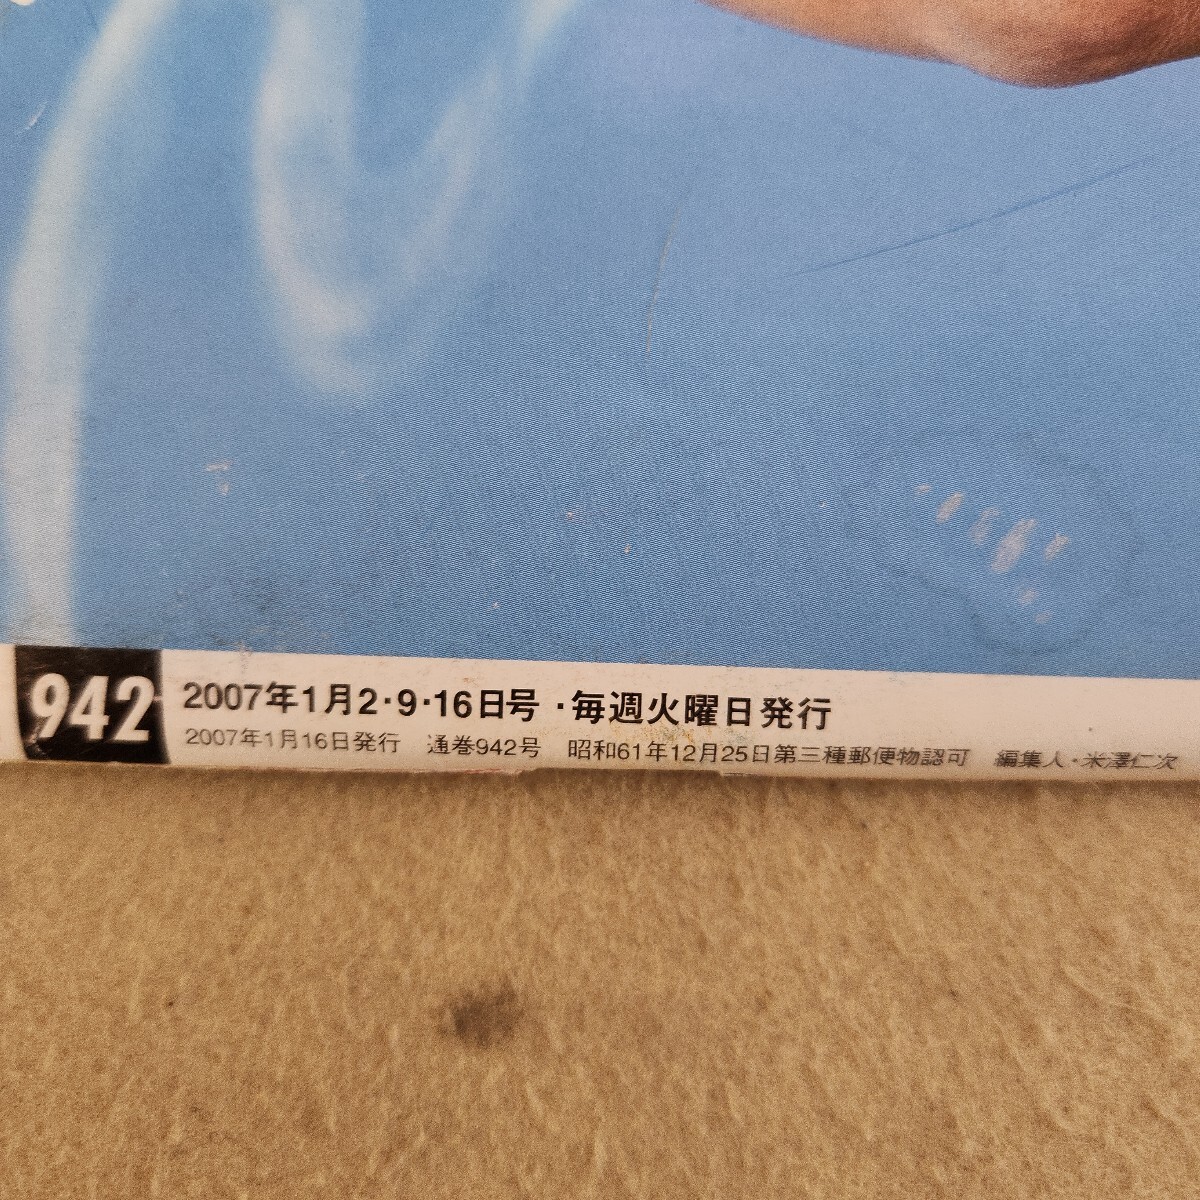 942
2007年1月2・9・16日号 ・毎週火曜日発行
2007年1月16日発行 通巻942号 昭和61年12月25日第三種郵便物認可 編集人・米澤仁次